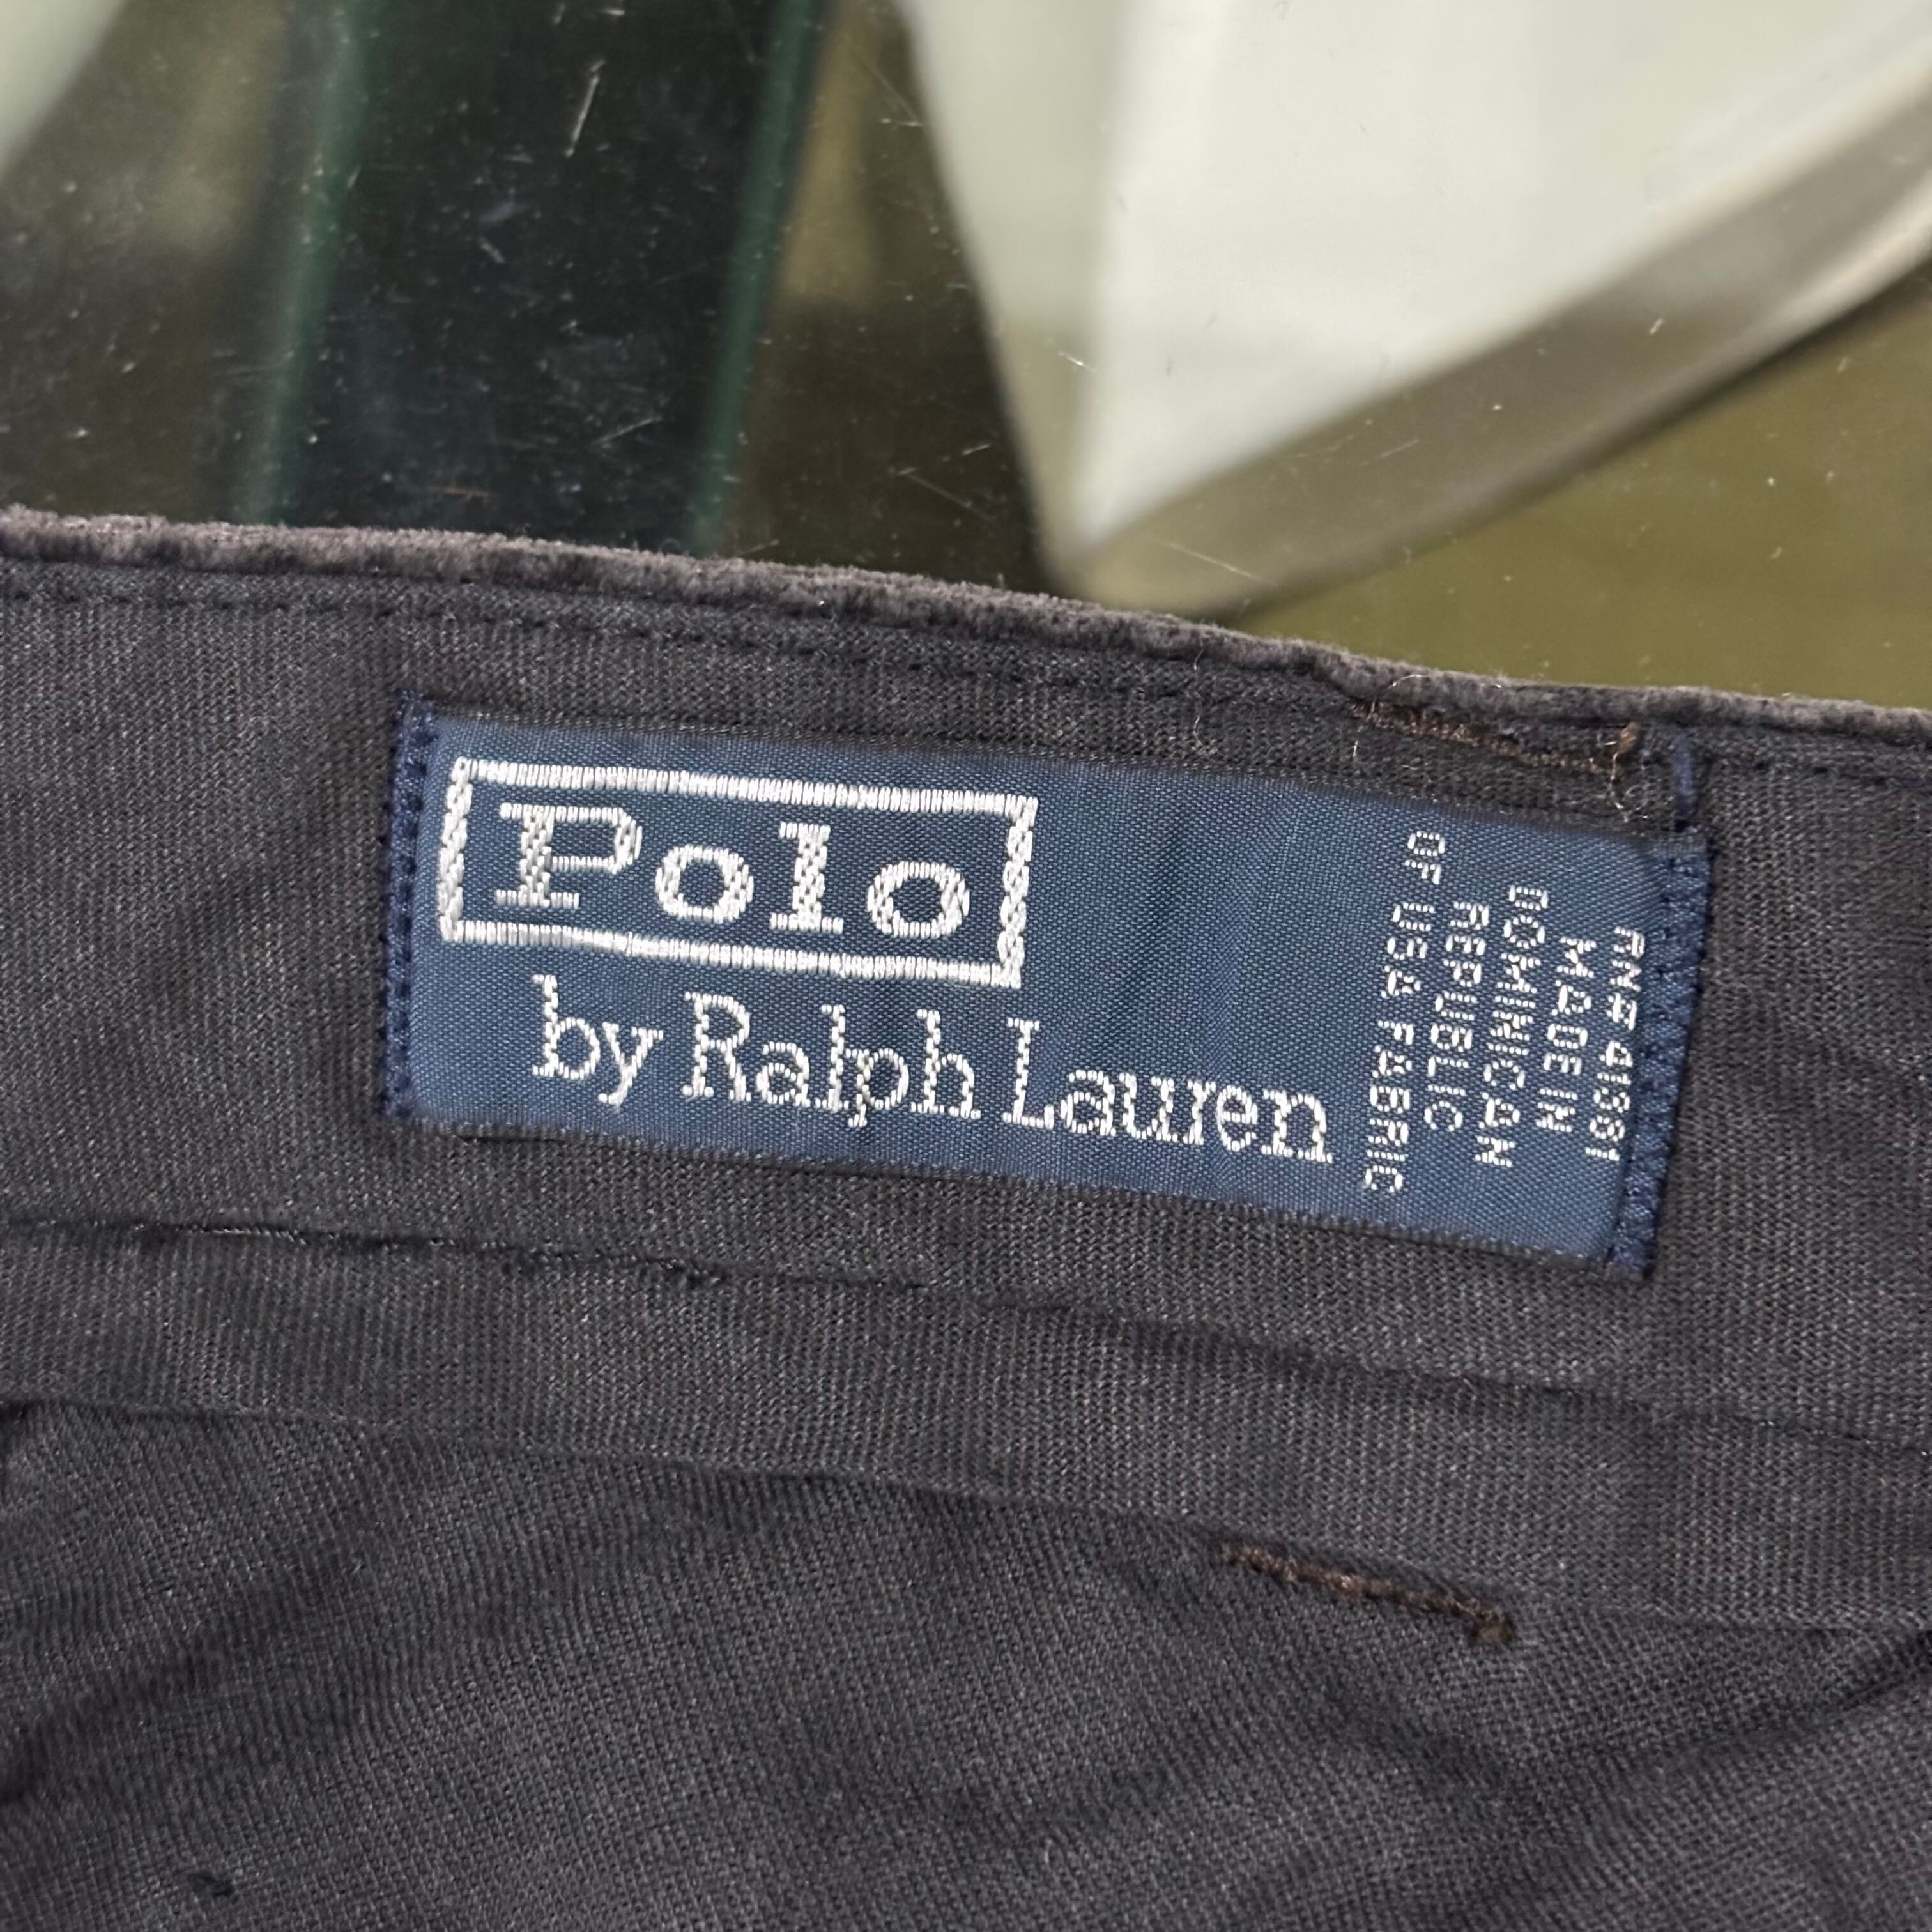 Polo
by Ralph Lauren
RN# 41381
MADE IN
DOMINICAN
REPUBLIC
OF USA FABRIC